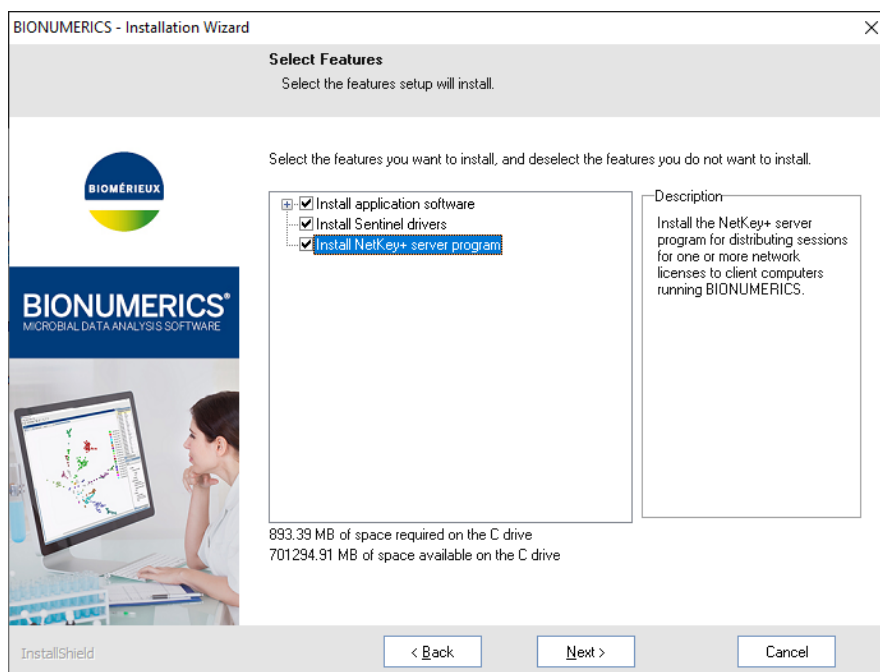 BIONUMERICS - Installation Wizard
Select Features
Select the features setup will install.
BIOMÉRIEUX
BIONUMERICS®
MICROBIAL DATA ANALYSIS SOFTWARE
Select the features you want to install, and deselect the features you do not want to install.
Install application software
Install Sentinel drivers
Install NetKey+ server program
Description
Install the NetKey+ server
program for distributing sessions
for one or more network
licenses to client computers
running BIONUMERICS.
893.39 MB of space required on the C drive
701294.91 MB of space available on the C drive
InstallShield
< Back
Next >
Cancel